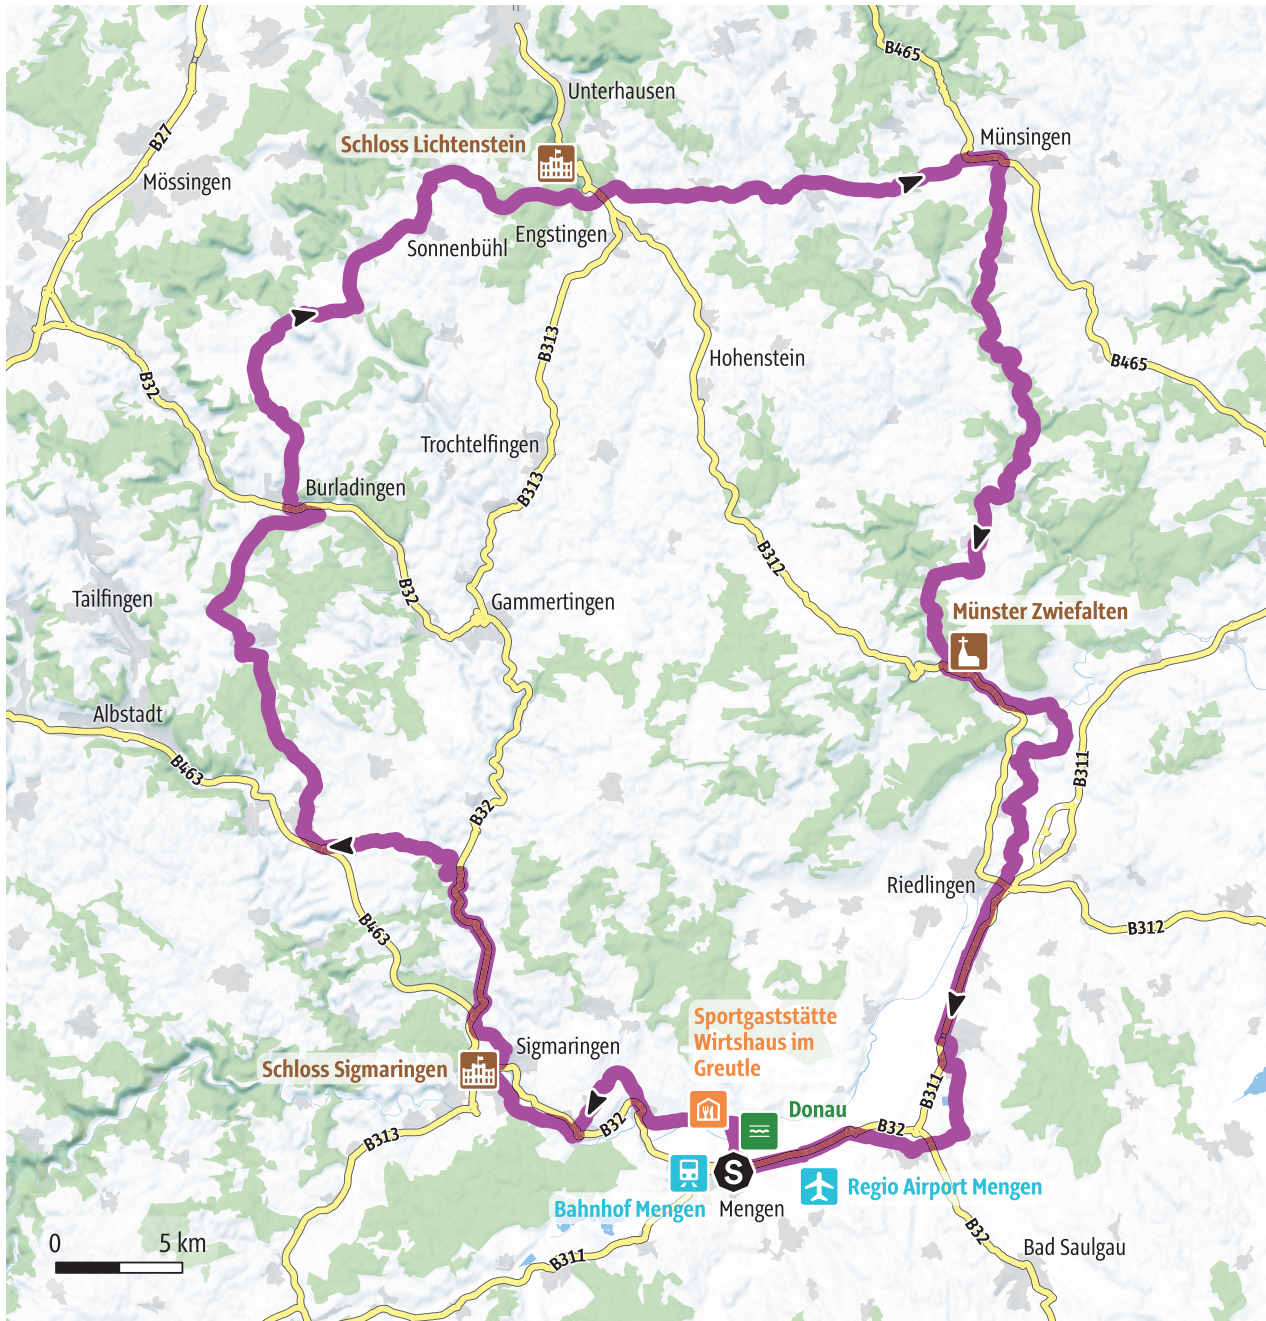 B465
Unterhausen
B27
Münsingen
Schloss Lichtenstein
Mössingen
Engstingen
Sonnenbühl
B313
Hohenstein
B465
B32
Trochtelfingen
Burladingen
B313
B312
Tailfingen
B32
Gammertingen
Münster Zwiefalten
Albstadt
B463
B311
B32
Riedlingen
B463
B312
Sportgaststätte
Wirtshaus im
Greutle
Sigmaringen
Schloss Sigmaringen
B311
Donau
B32
B32
B313
S
Regio Airport Mengen
Bahnhof Mengen
Mengen
B32
0 5 km
Bad Saulgau
B311